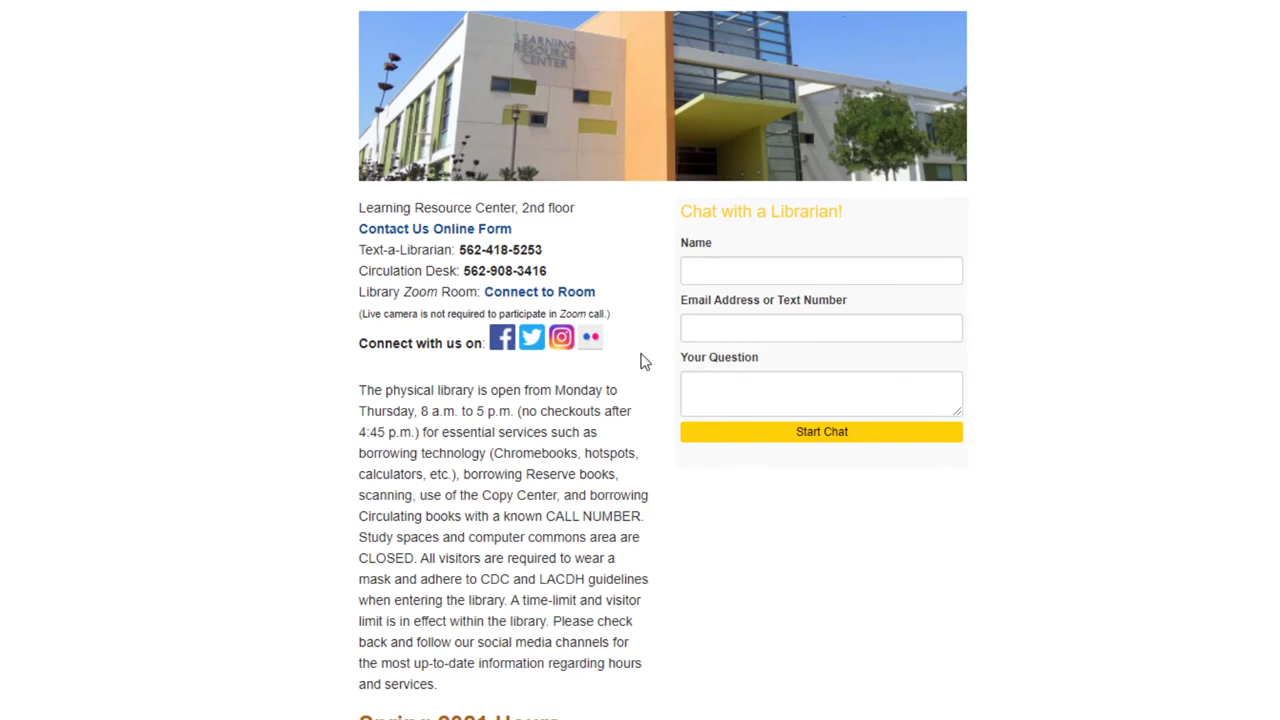 LEARNING
RESOURCE
CENTER
Learning Resource Center, 2nd floor
Contact Us Online Form
Text-a-Librarian: 562-418-5253
Circulation Desk: 562-908-3416
Library Zoom Room: Connect to Room
(Live camera is not required to participate in Zoom call.)
Connect with us on:
The physical library is open from Monday to
Thursday, 8 a.m. to 5 p.m. (no checkouts after
4:45 p.m.) for essential services such as
borrowing technology (Chromebooks, hotspots,
calculators, etc.), borrowing Reserve books,
scanning, use of the Copy Center, and borrowing
Circulating books with a known CALL NUMBER.
Study spaces and computer commons area are
CLOSED. All visitors are required to wear a
mask and adhere to CDC and LACDH guidelines
when entering the library. A time-limit and visitor
limit is in effect within the library. Please check
back and follow our social media channels for
the most up-to-date information regarding hours
and services.
Spring 2021 Hours
Chat with a Librarian!
Name
Email Address or Text Number
Your Question
Start Chat